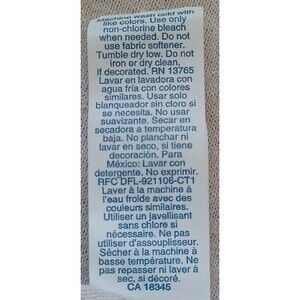 Machine wash cold with
like colors. Use only
non-chlorine bleach
when needed. Do not
use fabric softener.
Tumble dry low. Do not
iron or dry clean,
if decorated. RN 13765
Lavar en lavadora con
agua fría con colores
similares. Usar solo
blanqueador sin cloro si
se necesita. No usar
suavizante. Secar en
secadora a temperatura
baja. No planchar ni
lavar en seco, si tiene
decoración. Para
México: Lavar con
detergente. No exprimir.
RFC DFL-921106-CT1
Laver à la machine à
l'eau froide avec des
couleurs similaires.
Utiliser un javellisant
sans chlore si
nécessaire. Ne pas
utiliser d'assouplisseur.
Sécher à la machine à
basse température. Ne
pas repasser ni laver à
sec, si décoré.
CA 18345